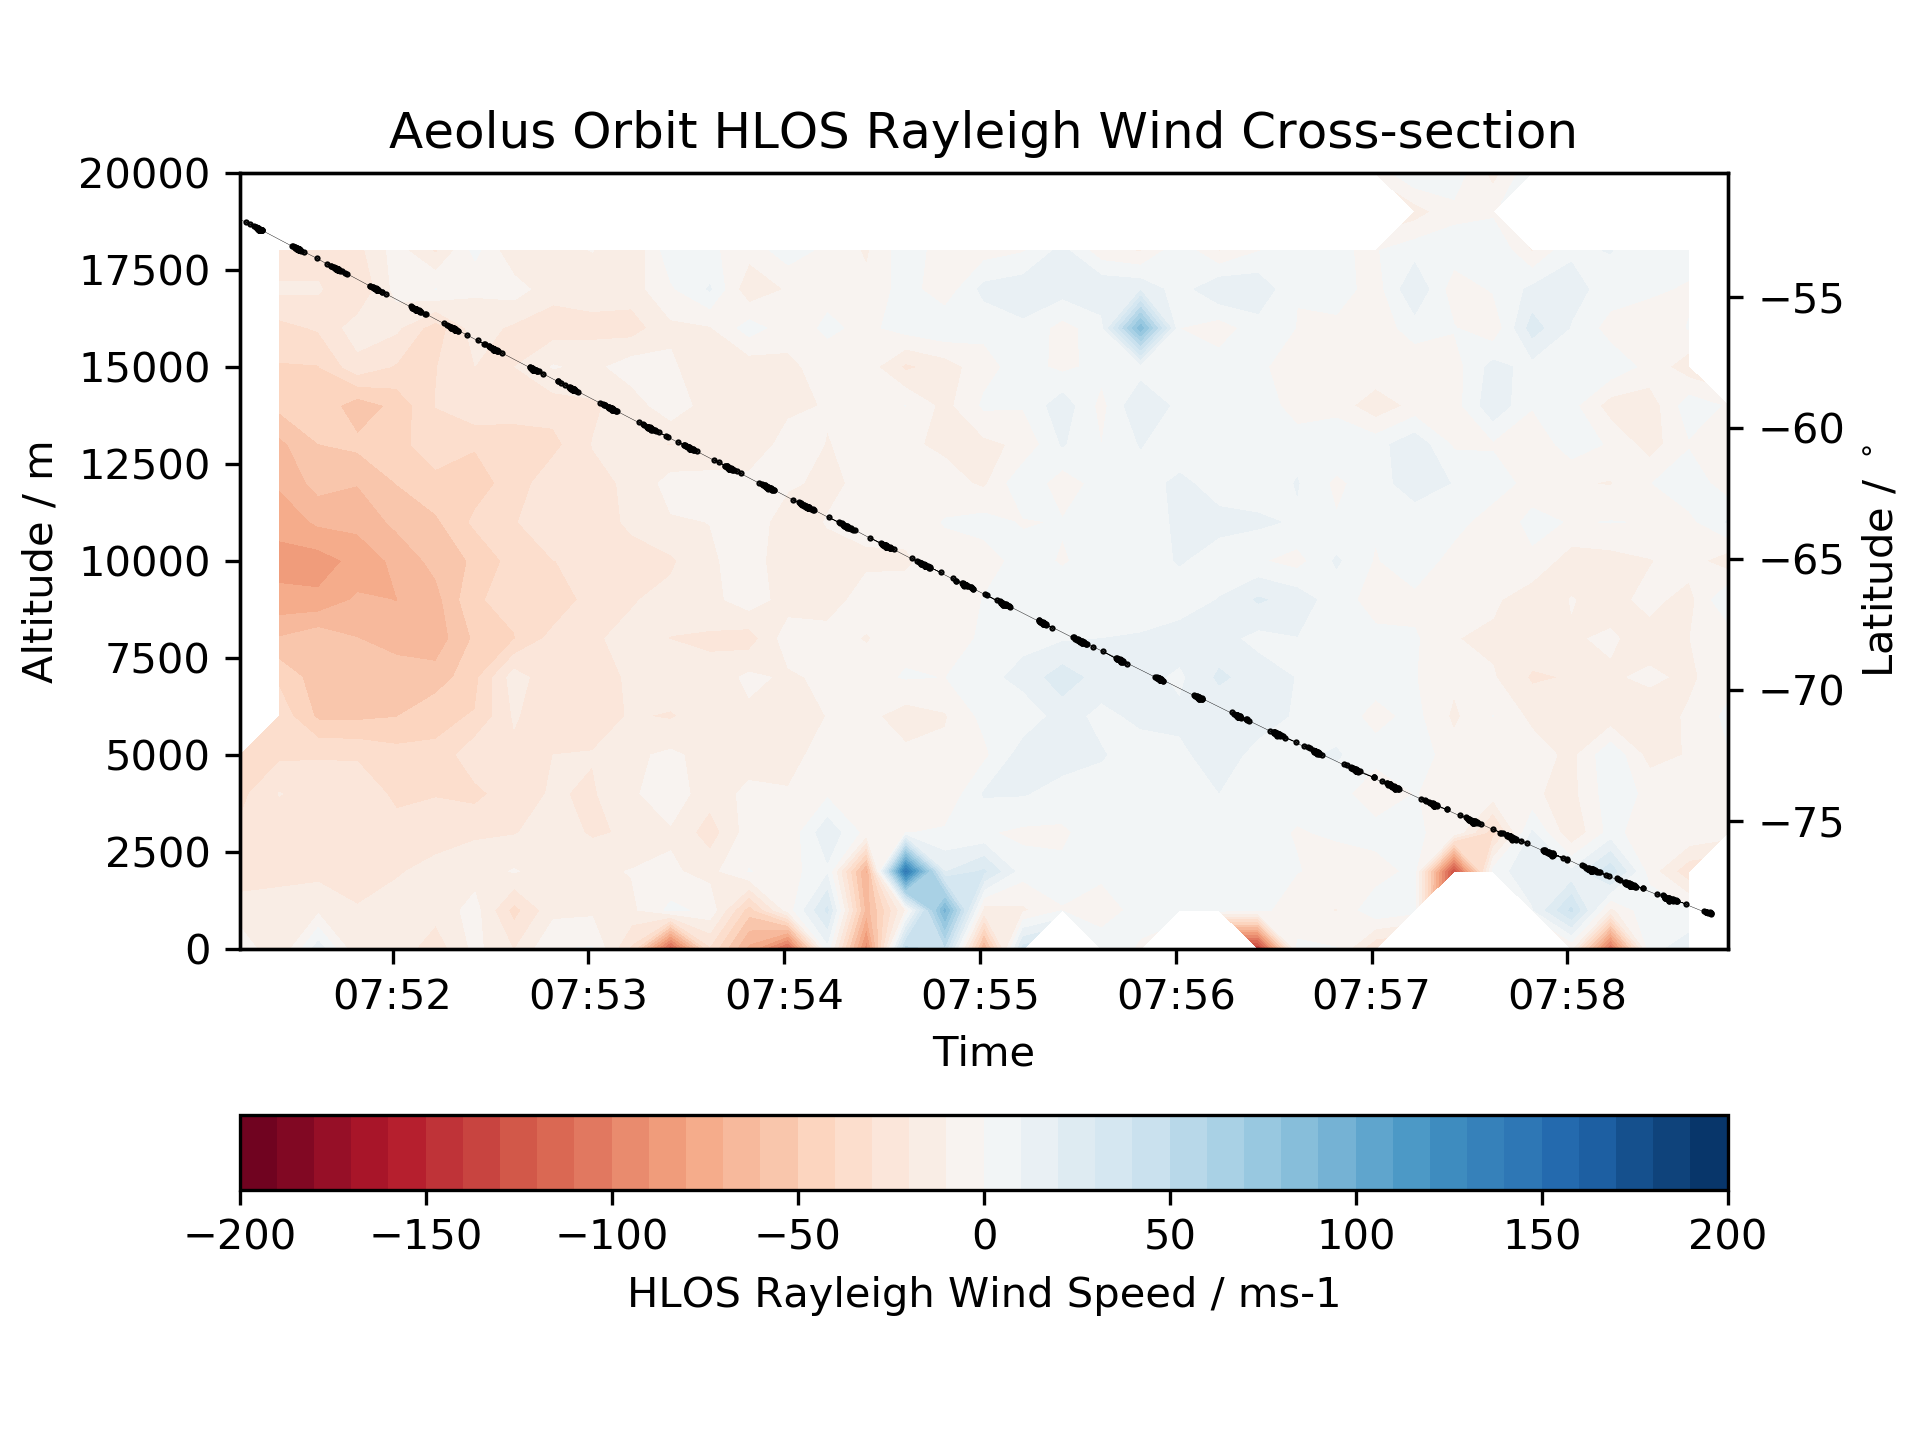 Aeolus Orbit HLOS Rayleigh Wind Cross-section
20000
17500
15000
12500
10000
7500
5000
2500
0
Altitude / m
−55
−60
−65
−70
−75
Latitude / °
07:52 07:53 07:54 07:55 07:56 07:57 07:58
Time
−200 −150 −100 −50 0 50 100 150 200
HLOS Rayleigh Wind Speed / ms-1